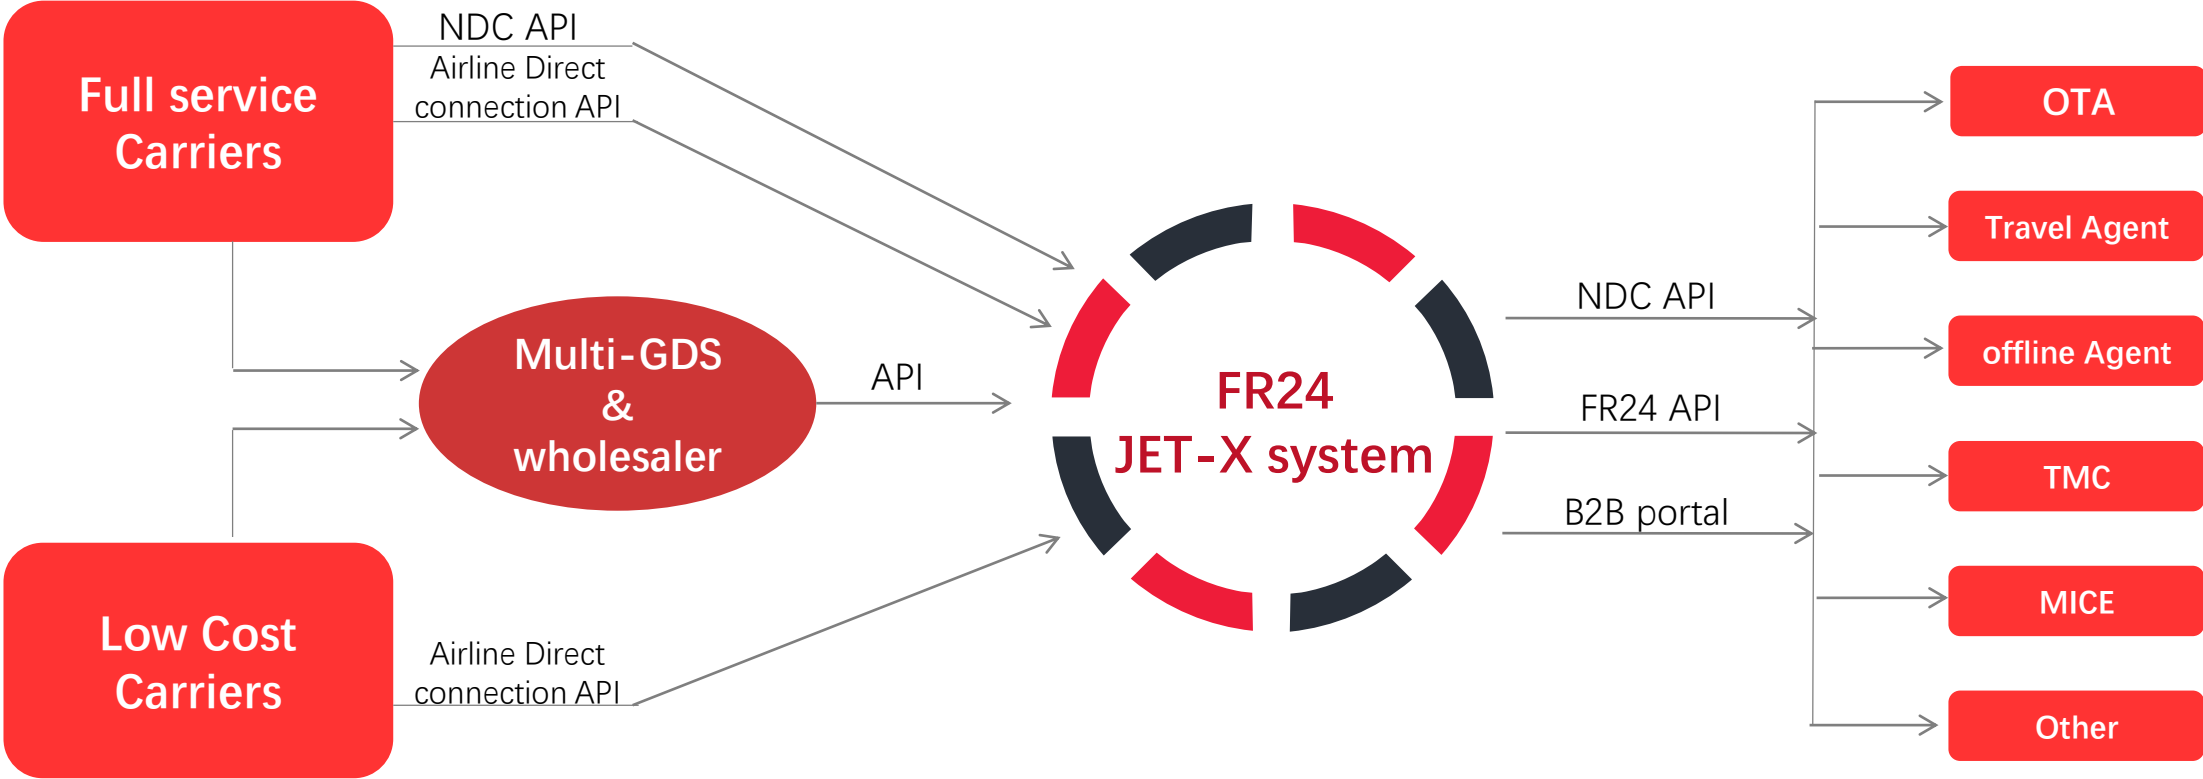 Full service
Carriers
NDC API
Airline Direct
connection API
Multi-GDS
&
wholesaler
API
Low Cost
Carriers
Airline Direct
connection API
FR24
JET-X system
NDC API
FR24 API
B2B portal
OTA
Travel Agent
offline Agent
TMC
MICE
Other